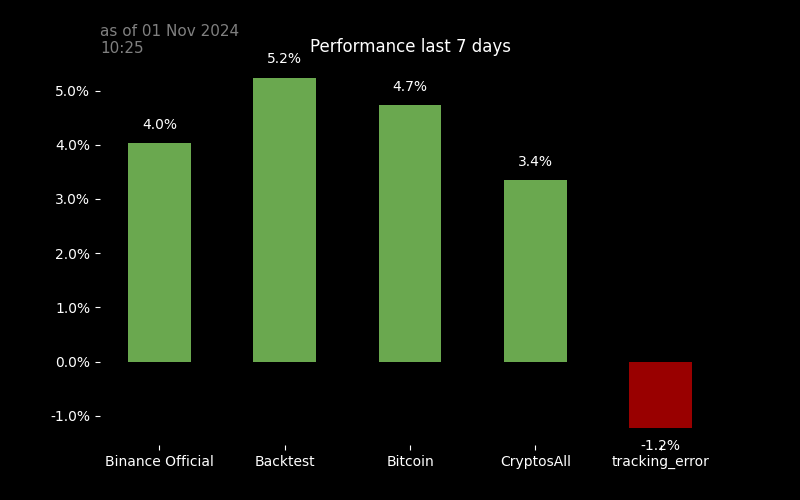 as of 01 Nov 2024
10:25
Performance last 7 days
5.2%
4.7%
4.0%
3.4%
-1.2%
5.0%
4.0%
3.0%
2.0%
1.0%
0.0%
-1.0%
Binance Official
Backtest
Bitcoin
CryptosAll
tracking_error